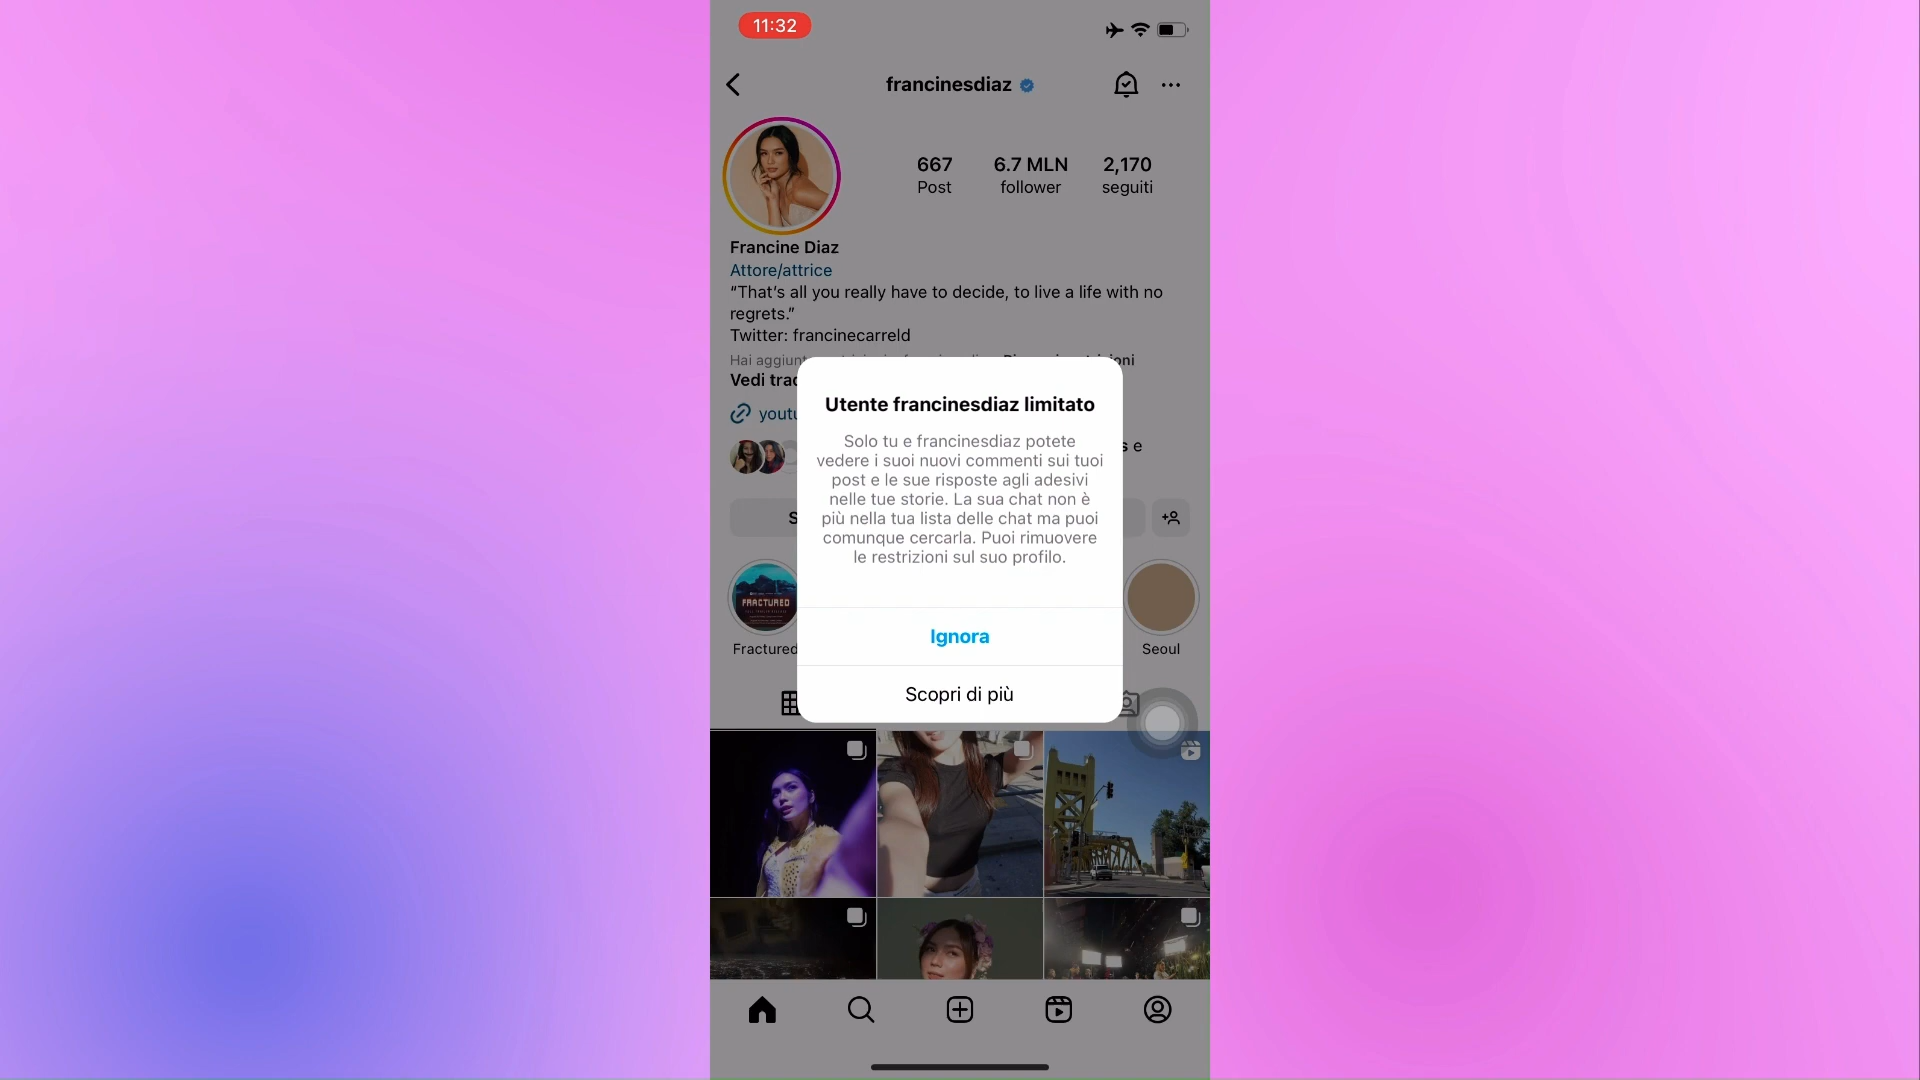 11:32
francinesdiaz
667
Post
6.7 MLN
follower
2,170
seguiti
Francine Diaz
Attore/attrice
"That's all you really have to decide, to live a life with no
regrets."
Twitter: francinecarreld
Hai
Vedi
Utente francinesdiaz limitato
Solo tu e francinesdiaz potete
vedere i suoi nuovi commenti sui tuoi
post e le sue risposte agli adesivi
nelle tue storie. La sua chat non è
più nella tua lista delle chat ma puoi
comunque cercarla. Puoi rimuovere
le restrizioni sul suo profilo.
e
Ignora
Scopri di più
FRACTURED
Fractured
Seoul